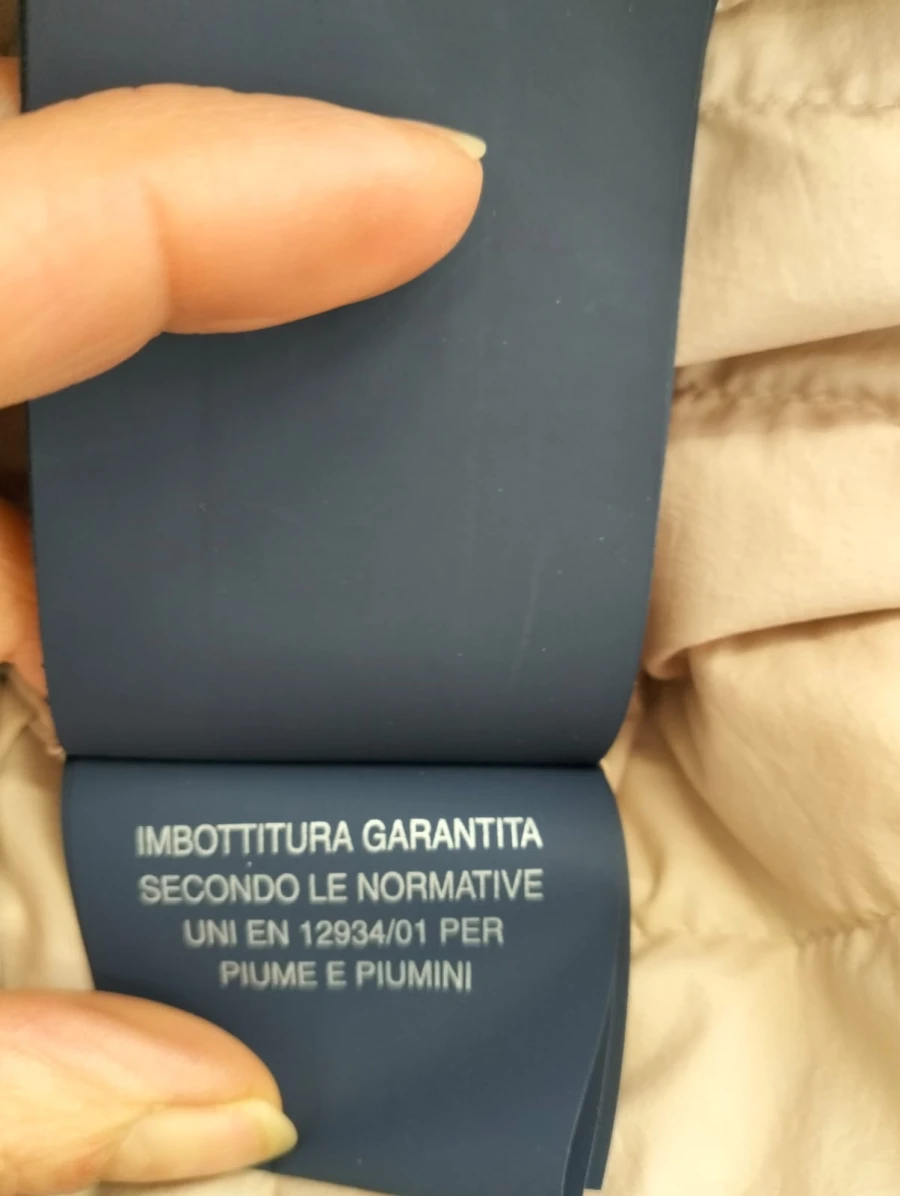 IMBOTTITURA GARANTITA
SECONDO LE NORMATIVE
UNI EN 12934/01 PER
PIUME E PIUMINI